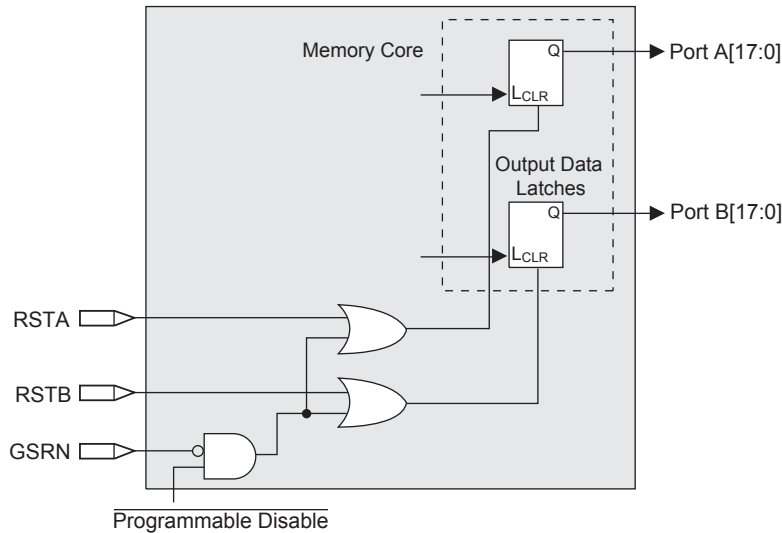 Memory Core
Q
Port A[17:0]
LCLR
Output Data
Latches
Q
Port B[17:0]
LCLR
RSTA
RSTB
GSRN
Programmable Disable